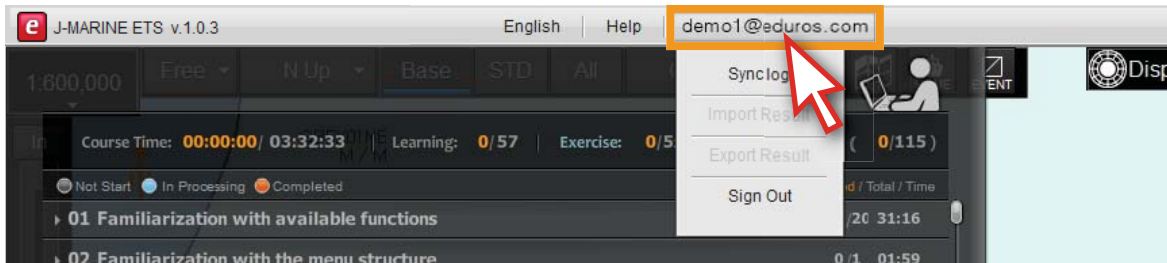 e J-MARINE ETS v.1.0.3 English Help demo1@eduros.com
1:600,000 Free N Up Base STD All EVENT Disp
Sync log
Import Result
Export Result
Sign Out
In Course Time: 00:00:00/ 03:32:33 Learning: 0/57 Exercise: 0/5 ( 0/115 )
Not Start In Processing Completed / Total / Time
01 Familiarization with available functions /20 31:16
02 Familiarization with the menu structure 0/1 01:59